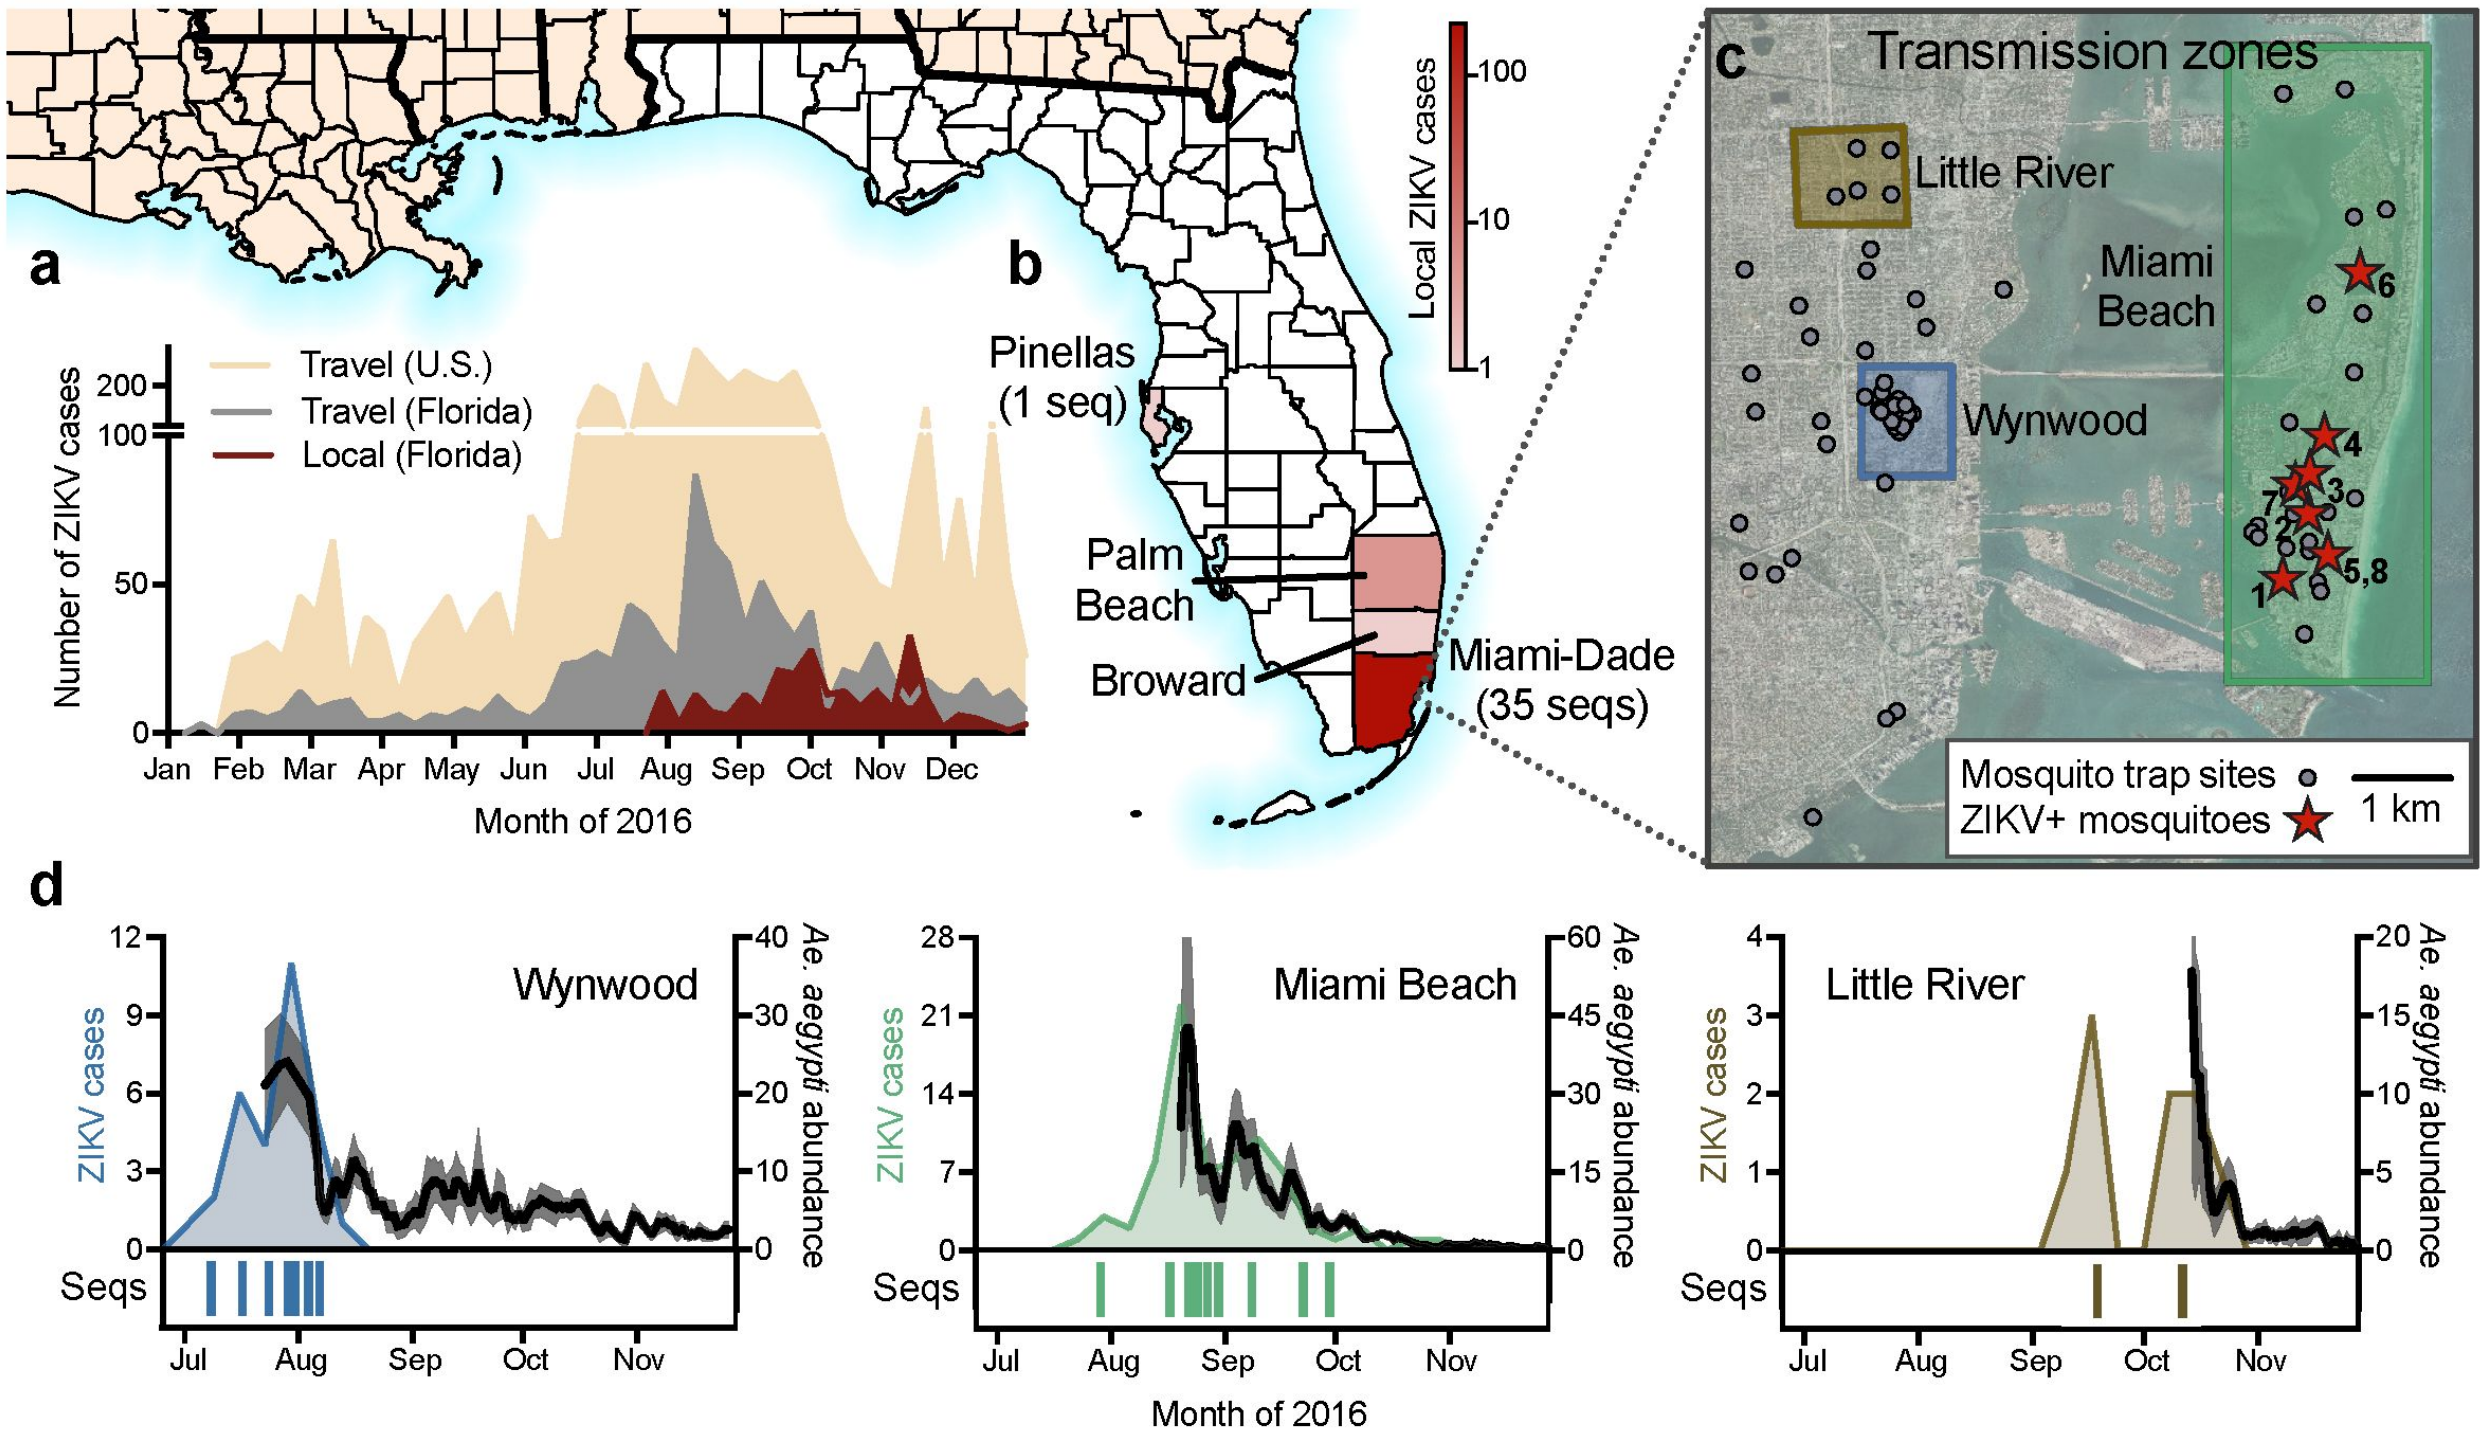 a
Number of ZIKV cases
200
100
50
0
Travel (U.S.)
Travel (Florida)
Local (Florida)
Jan Feb Mar Apr May Jun Jul Aug Sep Oct Nov Dec
Month of 2016
b
Local ZIKV cases
100
10
1
Pinellas
(1 seq)
Palm
Beach
Broward
Miami-Dade
(35 seqs)
c
Transmission zones
Little River
Miami
Beach
Wynwood
6
4
3
7
2
5,8
1
Mosquito trap sites
1 km
ZIKV+ mosquitoes
d
ZIKV cases
12
9
6
3
0
Wynwood
40
30
20
10
0
Ae. aegypti abundance
Seqs
Jul Aug Sep Oct Nov
ZIKV cases
28
21
14
7
0
Miami Beach
60
45
30
15
0
Ae. aegypti abundance
Jul Aug Sep Oct Nov
Month of 2016
ZIKV cases
4
3
2
1
0
Little River
20
15
10
5
0
Ae. aegypti abundance
Seqs
Jul Aug Sep Oct Nov